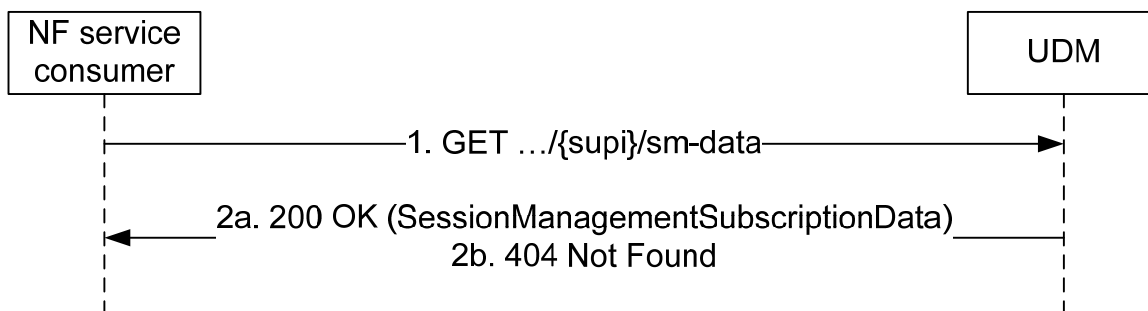 NF service
consumer
UDM
1. GET …/{supi}/sm-data
2a. 200 OK (SessionManagementSubscriptionData)
2b. 404 Not Found